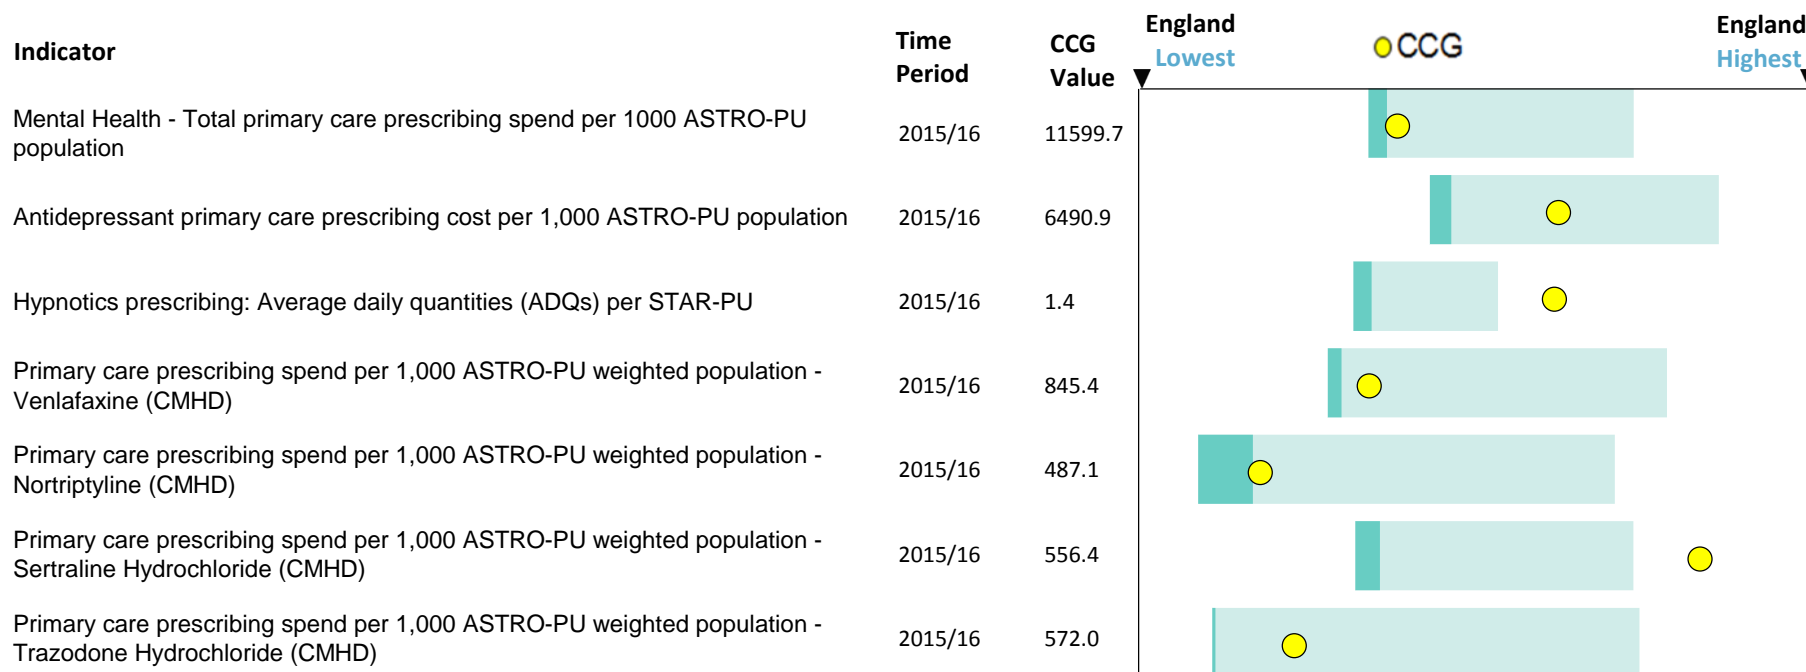 Indicator
Time Period
CCG Value
England Lowest
CCG
England Highest
Mental Health - Total primary care prescribing spend per 1000 ASTRO-PU
population
2015/16
11599.7
Antidepressant primary care prescribing cost per 1,000 ASTRO-PU population
2015/16
6490.9
Hypnotics prescribing: Average daily quantities (ADQs) per STAR-PU
2015/16
1.4
Primary care prescribing spend per 1,000 ASTRO-PU weighted population -
Venlafaxine (CMHD)
2015/16
845.4
Primary care prescribing spend per 1,000 ASTRO-PU weighted population -
Nortriptyline (CMHD)
2015/16
487.1
Primary care prescribing spend per 1,000 ASTRO-PU weighted population -
Sertraline Hydrochloride (CMHD)
2015/16
556.4
Primary care prescribing spend per 1,000 ASTRO-PU weighted population -
Trazodone Hydrochloride (CMHD)
2015/16
572.0